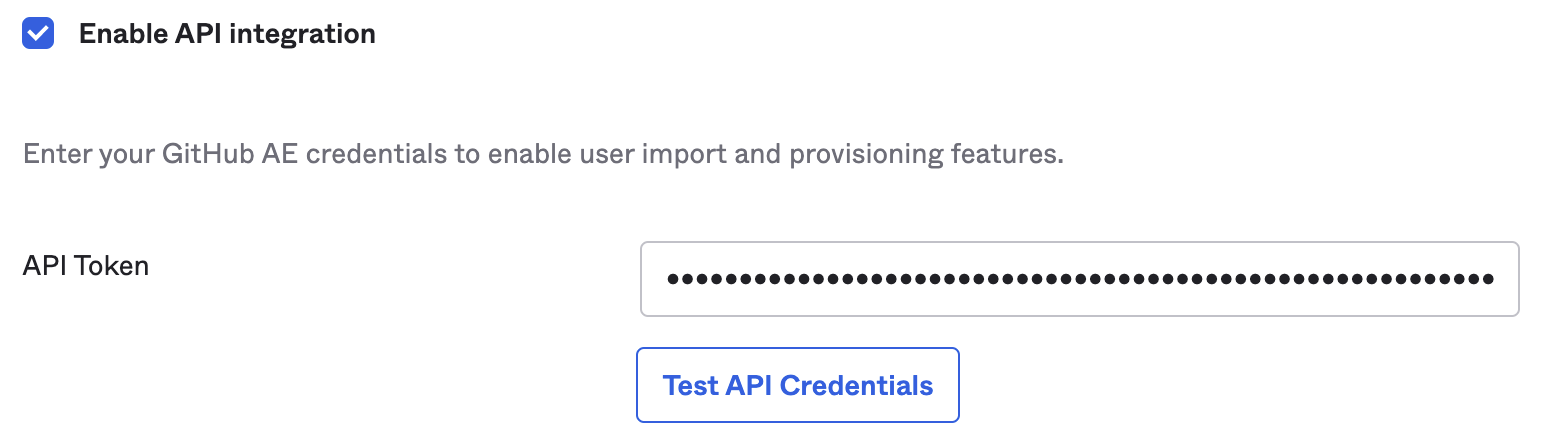 Enable API integration
Enter your GitHub AE credentials to enable user import and provisioning features.
API Token
•••••••••••••••••••••••••••••••••••••••••••••••••••••••••
Test API Credentials